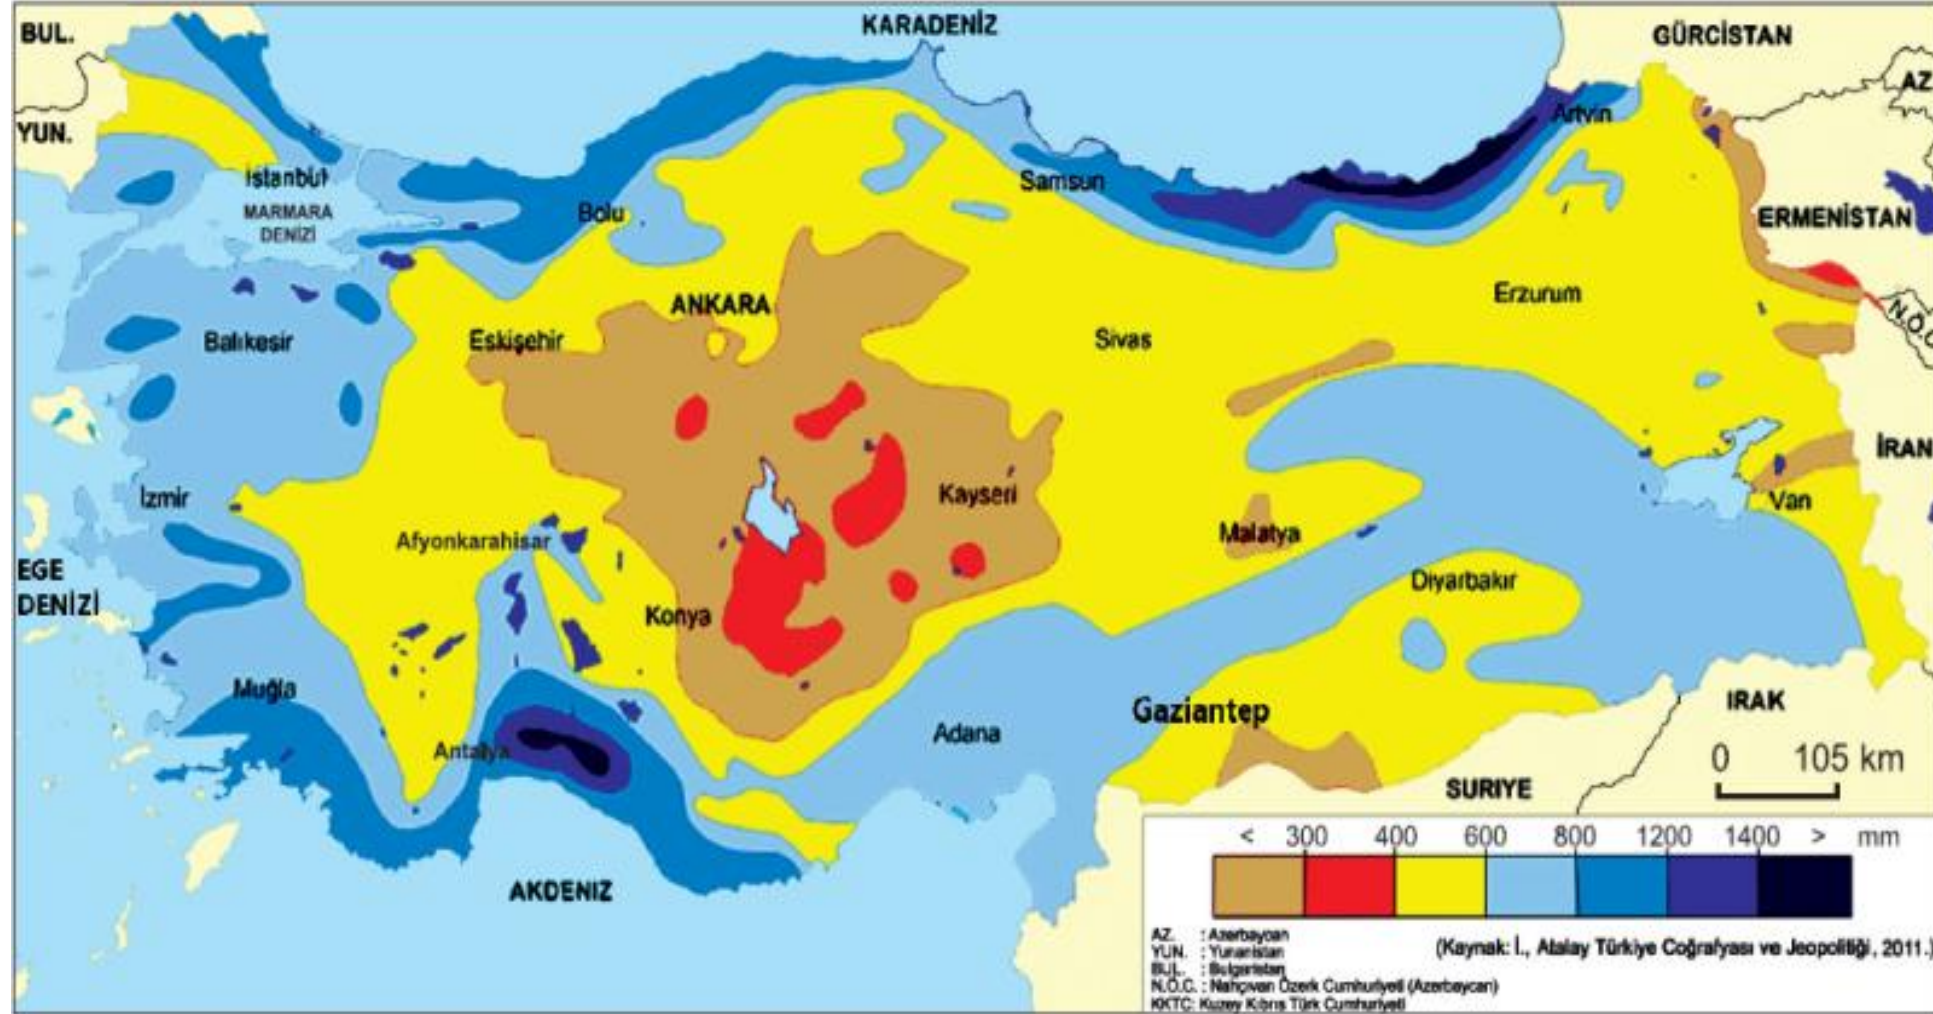 BUL.
KARADENİZ
GÜRCİSTAN
AZ.
YUN.
Artvin
İstanbul
Samsun
MARMARA
DENİZİ
Bolu
ERMENİSTAN
ANKARA
Erzurum
N.Ö.C
Balıkesir
Eskişehir
Sivas
İRAN
İzmir
Kayseri
Van
Afyonkarahisar
Malatya
EGE
DENİZİ
Diyarbakır
Konya
Muğla
Gaziantep
IRAK
Adana
Antalya
0 105 km
SURIYE
AKDENIZ
< 300 400 600 800 1200 1400 > mm
AZ. : Azerbaycan
YUN. : Yunanistan
BUL. : Bulgaristan
(Kaynak: İ., Atalay Türkiye Coğrafyası ve Jeopolitiği, 2011.)
N.Ö.C. : Nahçıvan Özerk Cumhuriyeti (Azerbaycan)
KKTC: Kuzey Kıbrıs Türk Cumhuriyeti